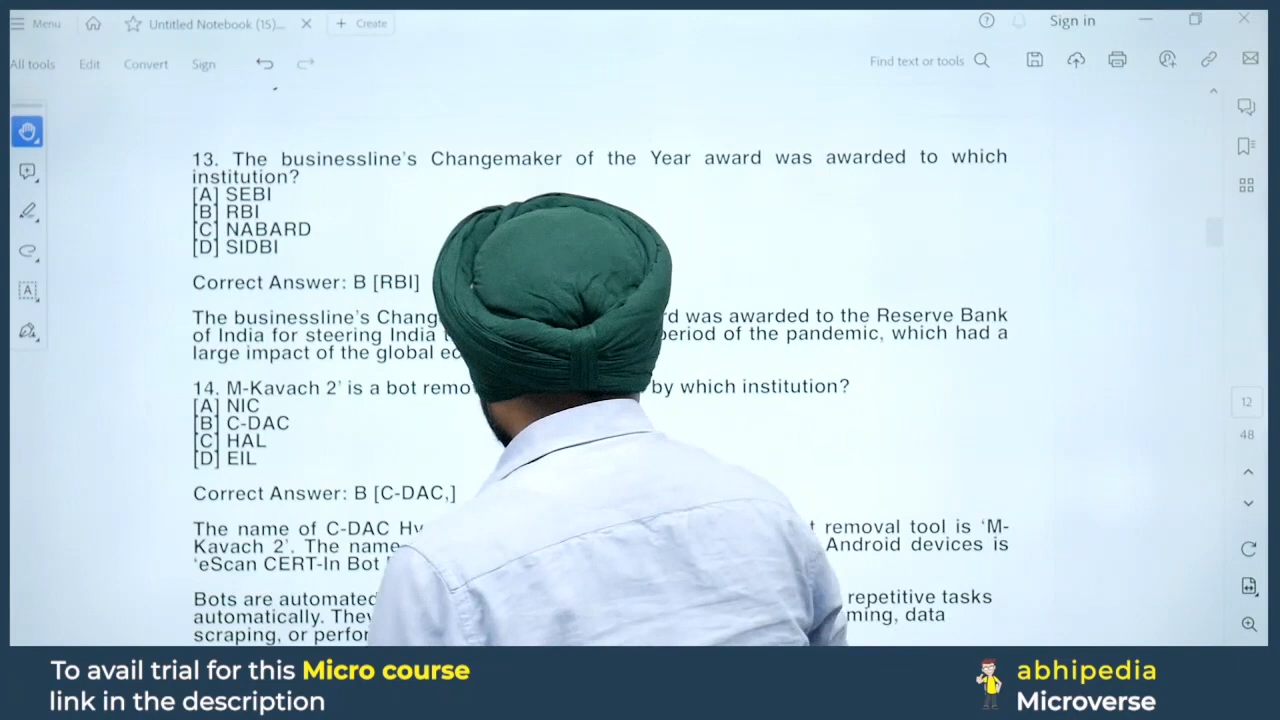 Menu
Untitled Notebook (15)...
+ Create
Sign in
All tools
Edit
Convert
Sign
Find text or tools
13. The businessline's Changemaker of the Year award was awarded to which
institution?
[A] SEBI
[B] RBI
[C] NABARD
[D] SIDBI
Correct Answer: B [RBI]
The businessline's Chang rd was awarded to the Reserve Bank
of India for steering India period of the pandemic, which had a
large impact of the global
14. M-Kavach 2' is a bot remo by which institution?
[A] NIC
[B] C-DAC
[C] HAL
[D] EIL
Correct Answer: B [C-DAC,]
The name of C-DAC removal tool is 'M-
Kavach 2'. The name Android devices is
'eScan CERT-In Bot
Bots are automated repetitive tasks
automatically. They ming, data
scraping, or perfor
12
48
To avail trial for this Micro course
link in the description
abhipedia
Microverse